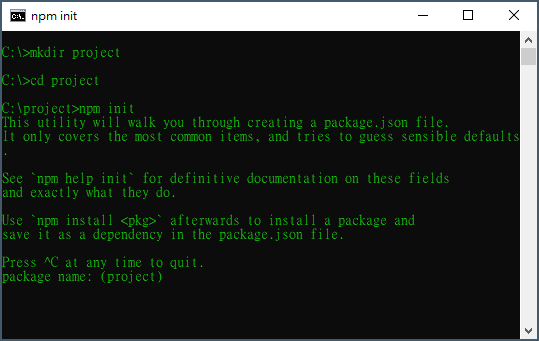 npm init
C:\>mkdir project
C:\>cd project
C:\project>npm init
This utility will walk you through creating a package.json file.
It only covers the most common items, and tries to guess sensible defaults
.
See `npm help init` for definitive documentation on these fields
and exactly what they do.
Use `npm install <pkg>` afterwards to install a package and
save it as a dependency in the package.json file.
Press ^C at any time to quit.
package name: (project)